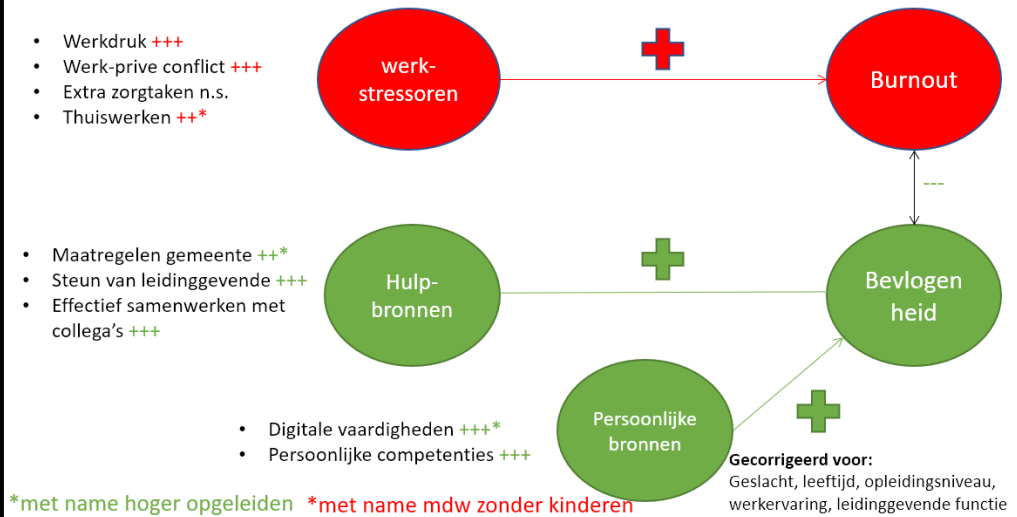 • Werkdruk +++
• Werk-prive conflict +++
• Extra zorgtaken n.s.
• Thuiswerken ++*
werk-
stressoren
Burnout
---
• Maatregelen gemeente ++*
• Steun van leidinggevende +++
• Effectief samenwerken met
collega's +++
Hulp-
bronnen
Bevlogen
heid
• Digitale vaardigheden +++*
• Persoonlijke competenties +++
Persoonlijke
bronnen
Gecorrigeerd voor:
Geslacht, leeftijd, opleidingsniveau,
werkervaring, leidinggevende functie
*met name hoger opgeleiden *met name mdw zonder kinderen